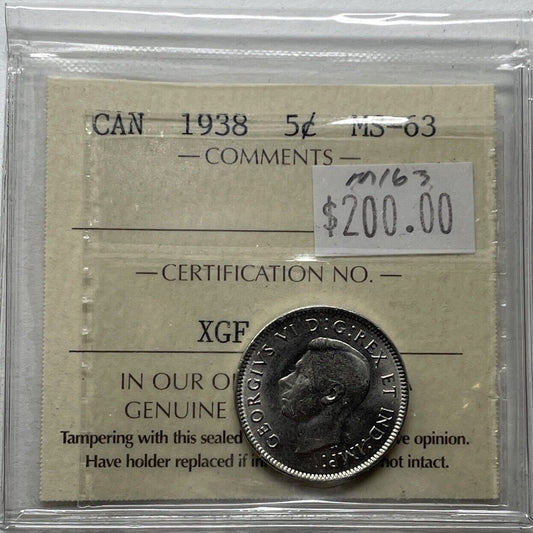 CAN 1938 5¢ MS-63
— COMMENTS —
M163
$200.00
— CERTIFICATION NO. —
XGF
IN OUR
GENUINE
Tampering with this sealed opinion.
Have holder replaced if not intact.
GEORGIVS VI D:G:REX ET IND:IMP: